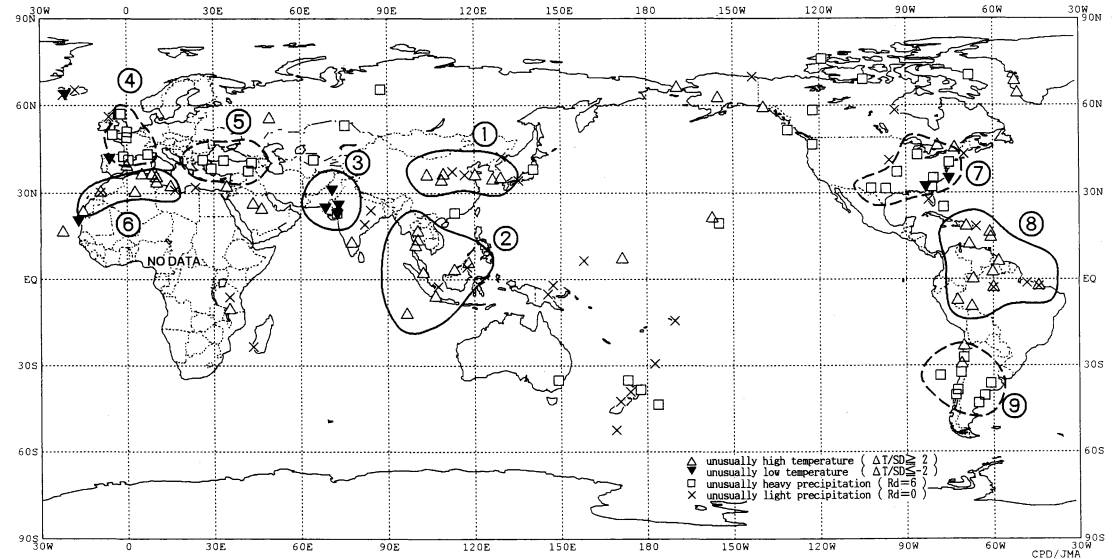 30W 0 30E 60E 90E 120E 150E 180 150W 120W 90W 60W 30W
90N 90N
④
60N 60N
⑤ ①
③ ⑦
30N 30N
⑥ ② ⑧
NO DATA
EQ EQ
30S 30S
⑨
60S 60S
△ unusually high temperature ( △T/SD≧ 2 )
▼ unusually low temperature ( △T/SD≦-2 )
□ unusually heavy precipitation ( Rd=6 )
× unusually light precipitation ( Rd=0 )
90S 90S
30W 0 30E 60E 90E 120E 150E 180 150W 120W 90W 60W 30W
CPD/JMA